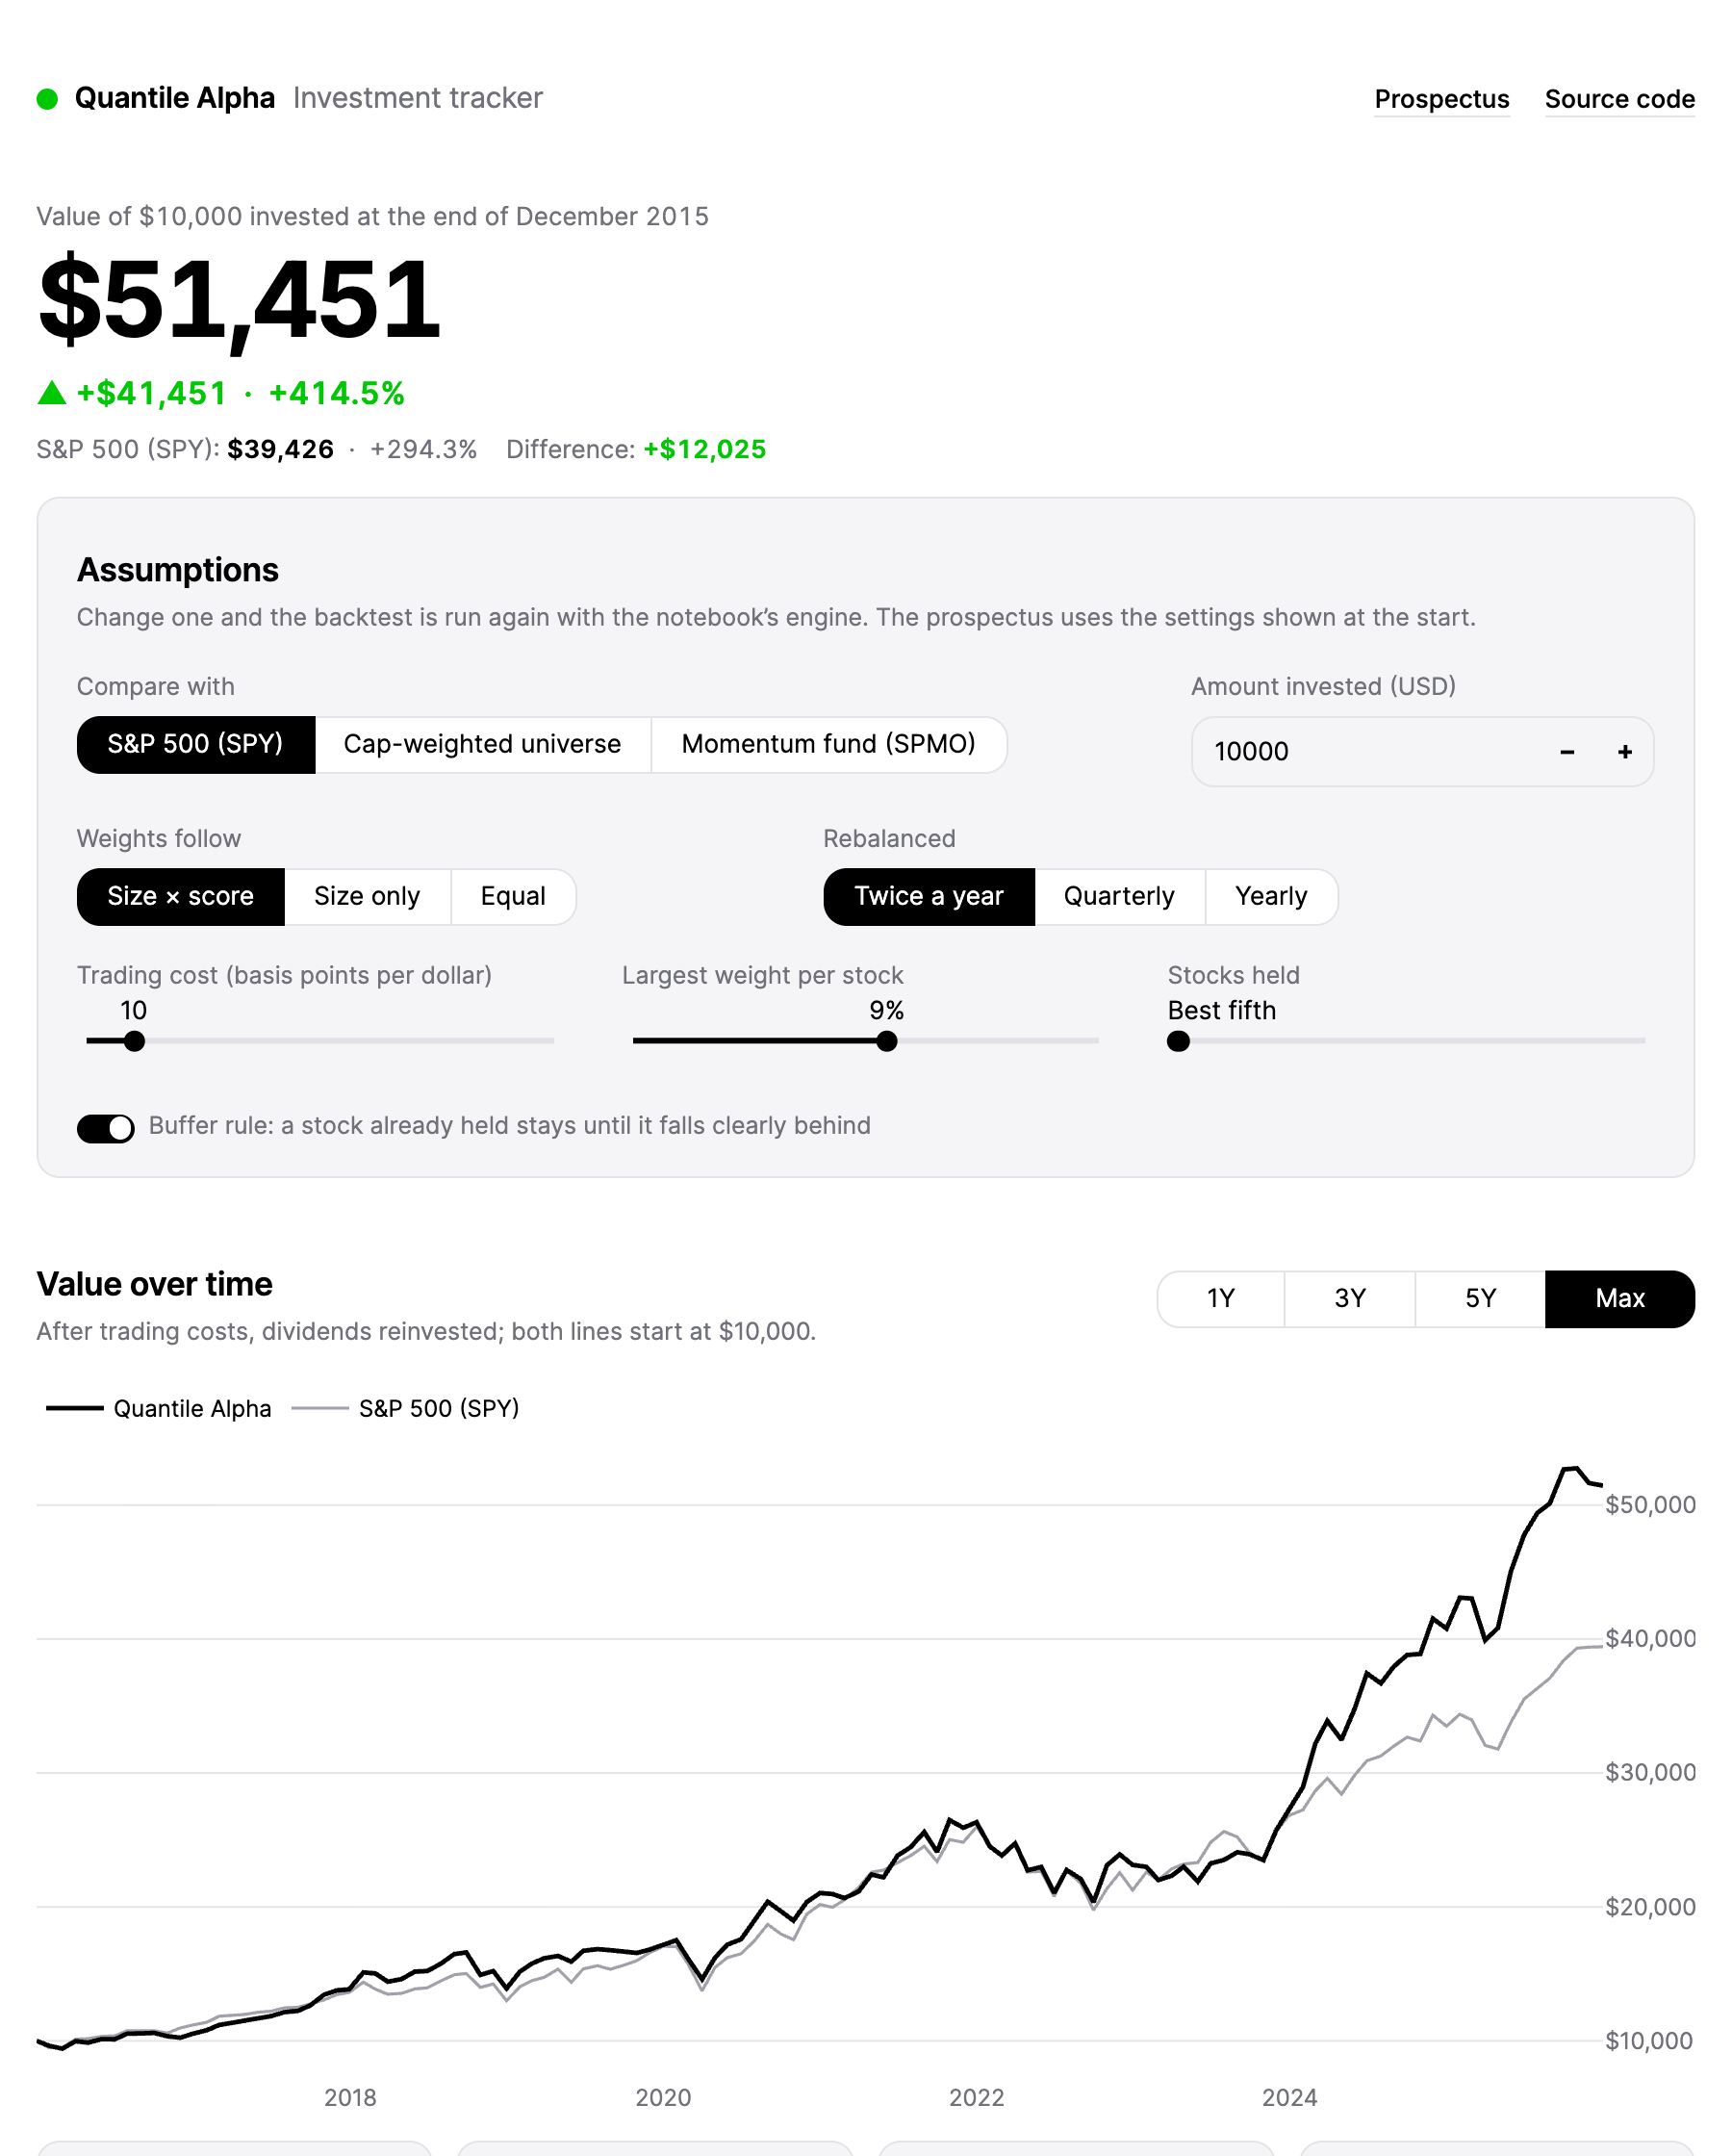 Quantile Alpha Investment tracker
Prospectus Source code
Value of $10,000 invested at the end of December 2015
$51,451
▲ +$41,451 · +414.5%
S&P 500 (SPY): $39,426 · +294.3% Difference: +$12,025
Assumptions
Change one and the backtest is run again with the notebook’s engine. The prospectus uses the settings shown at the start.
Compare with
S&P 500 (SPY) Cap-weighted universe Momentum fund (SPMO)
Amount invested (USD)
10000 − +
Weights follow
Size × score Size only Equal
Rebalanced
Twice a year Quarterly Yearly
Trading cost (basis points per dollar)
10
Largest weight per stock
9%
Stocks held
Best fifth
Buffer rule: a stock already held stays until it falls clearly behind
Value over time
After trading costs, dividends reinvested; both lines start at $10,000.
1Y 3Y 5Y Max
Quantile Alpha S&P 500 (SPY)
$50,000
$40,000
$30,000
$20,000
$10,000
2018 2020 2022 2024